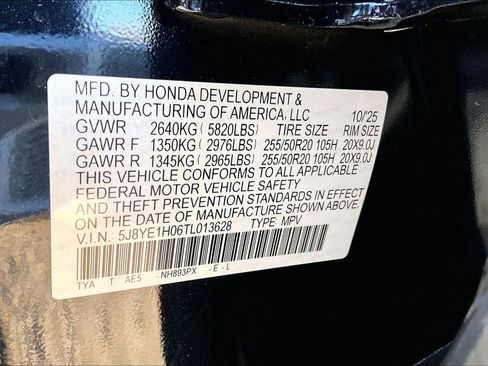 MFD. BY HONDA DEVELOPMENT &
MANUFACTURING OF AMERICA, LLC 10/25
GVWR 2640KG ( 5820LBS) TIRE SIZE RIM SIZE
GAWR F 1350KG ( 2976LBS) 255/50R20 105H 20X9.0J
GAWR R 1345KG ( 2965LBS) 255/50R20 105H 20X9.0J
THIS VEHICLE CONFORMS TO ALL APPLICABLE
FEDERAL MOTOR VEHICLE SAFETY
AND THEFT PREVENTION STANDARDS IN EFFECT
ON THE DATE OF MANUFACTURE SHOWN ABOVE.
V.I.N. 5J8YE1H06TL013628 TYPE: MPV
TYA T AE5 -NH893PX -E-L